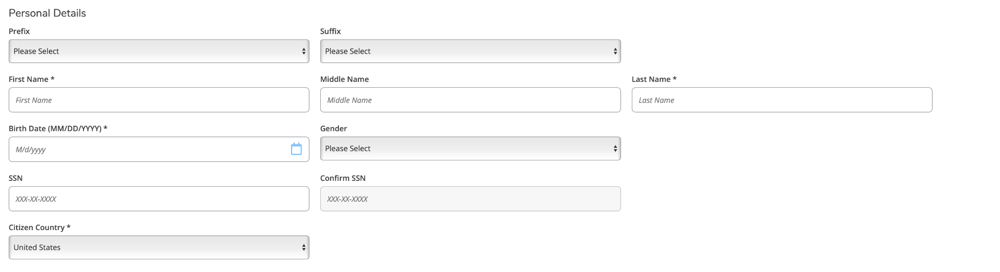 Personal Details
Prefix Suffix
Please Select Please Select
First Name * Middle Name Last Name *
First Name Middle Name Last Name
Birth Date (MM/DD/YYYY) * Gender
M/d/yyyy Please Select
SSN Confirm SSN
XXX-XX-XXXX XXX-XX-XXXX
Citizen Country *
United States